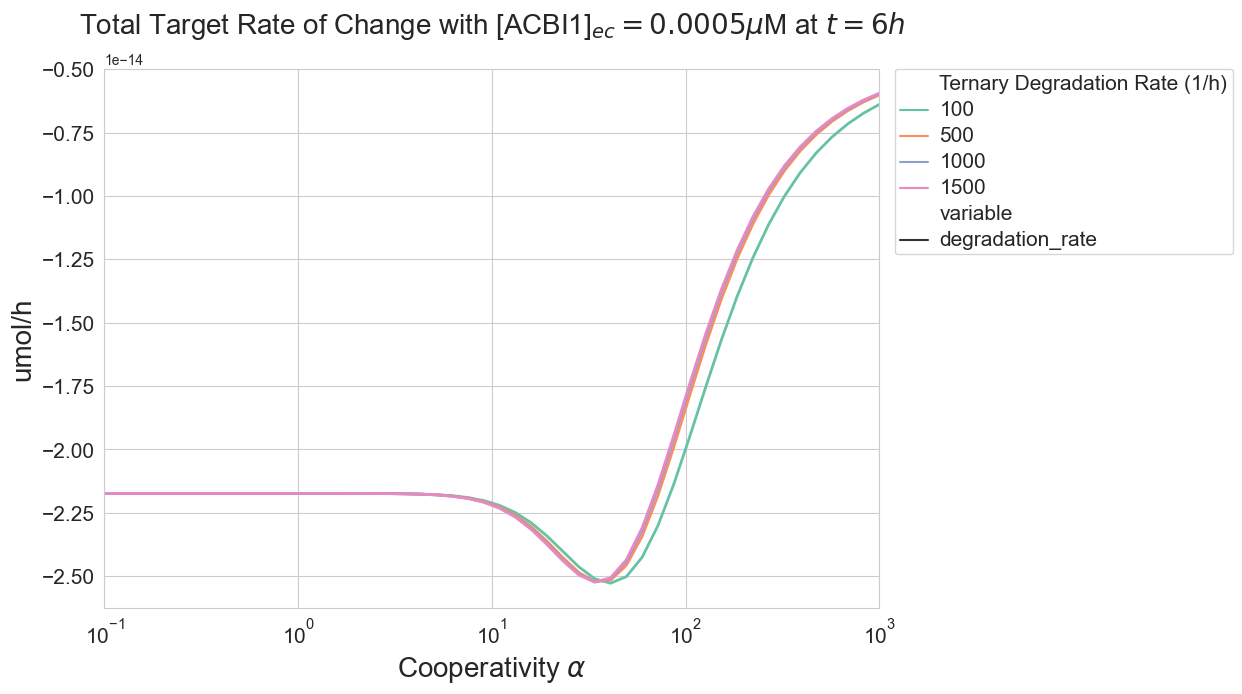 Total Target Rate of Change with [ACBI1]ec = 0.0005μM at t = 6h
1e−14
−0.50
−0.75
−1.00
−1.25
−1.50
−1.75
−2.00
−2.25
−2.50
umol/h
10−1
100
101
102
103
Cooperativity α
Ternary Degradation Rate (1/h)
100
500
1000
1500
variable
degradation_rate